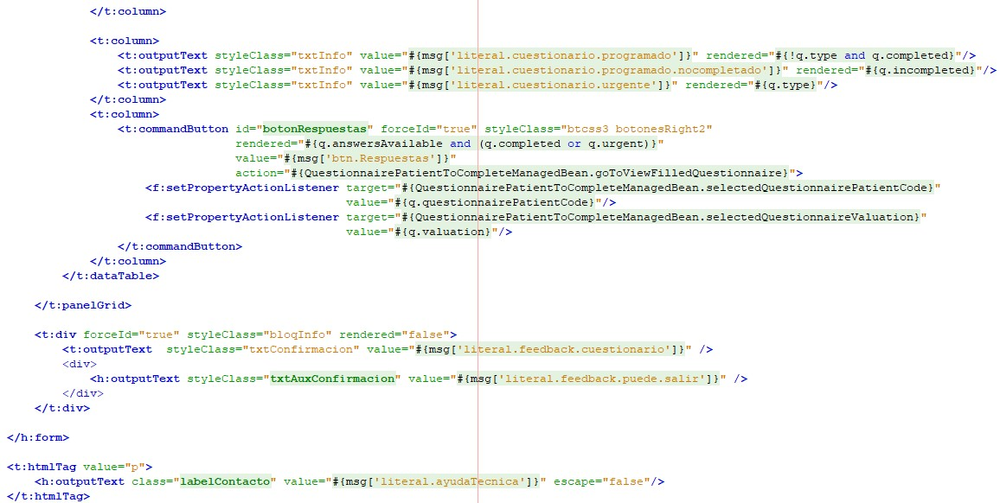 </t:column>
<t:column>
<t:outputText styleClass="txtInfo" value="#{msg['literal.cuestionario.programado']}" rendered="#{!q.type and q.completed}"/>
<t:outputText styleClass="txtInfo" value="#{msg['literal.cuestionario.programado.nocompletado']}" rendered="#{q.incompleted}"/>
<t:outputText styleClass="txtInfo" value="#{msg['literal.cuestionario.urgente']}" rendered="#{q.type}"/>
</t:column>
<t:column>
<t:commandButton id="botonRespuestas" forceId="true" styleClass="btcss3 botonesRight2"
rendered="#{q.answersAvailable and (q.completed or q.urgent)}"
value="#{msg['btn.Respuestas']}"
action="#{QuestionnairePatientToCompleteManagedBean.goToViewFilledQuestionnaire}">
<f:setPropertyActionListener target="#{QuestionnairePatientToCompleteManagedBean.selectedQuestionnairePatientCode}"
value="#{q.questionnairePatientCode}"/>
<f:setPropertyActionListener target="#{QuestionnairePatientToCompleteManagedBean.selectedQuestionnaireValuation}"
value="#{q.valuation}"/>
</t:commandButton>
</t:column>
</t:dataTable>
</t:panelGrid>
<t:div forceId="true" styleClass="bloqInfo" rendered="false">
<t:outputText  styleClass="txtConfirmacion" value="#{msg['literal.feedback.cuestionario']}" />
<div>
<h:outputText styleClass="txtAuxConfirmacion" value="#{msg['literal.feedback.puede.salir']}" />
</div>
</t:div>
</h:form>
<t:htmlTag value="p">
<h:outputText class="labelContacto" value="#{msg['literal.ayudaTecnica']}" escape="false"/>
</t:htmlTag>